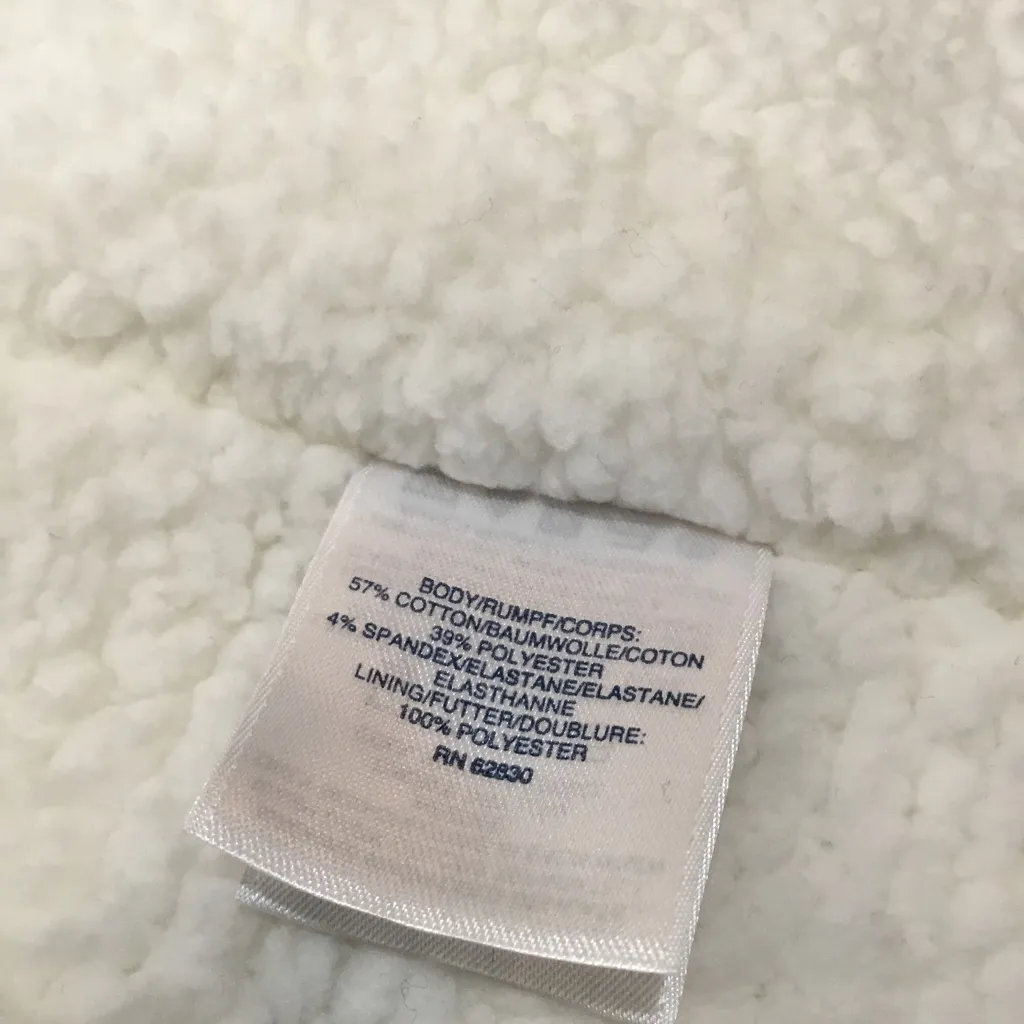 BODY/RUMPF/CORPS:
57% COTTON/BAUMWOLLE/COTON
39% POLYESTER
4% SPANDEX/ELASTANE/ELASTANE/
ELASTHANNE
LINING/FUTTER/DOUBLURE:
100% POLYESTER
RN 62830